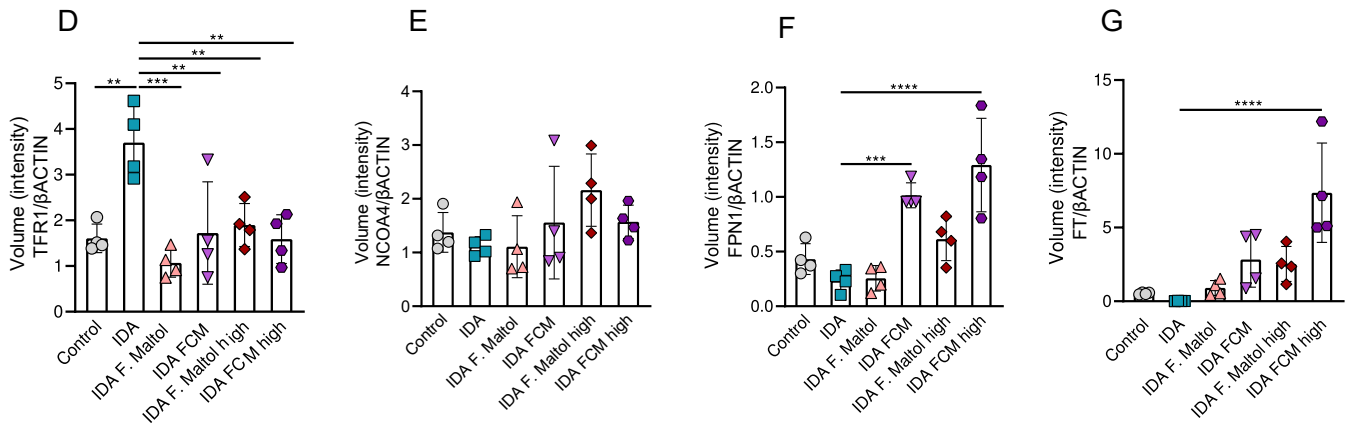 D
**
**
**
** ***
Volume (intensity)
TFR1/βACTIN
5
4
3
2
1
0
Control
IDA
IDA F. Maltol
IDA FCM
IDA F. Maltol high
IDA FCM high
E
Volume (intensity)
NCOA4/βACTIN
4
3
2
1
0
Control
IDA
IDA F. Maltol
IDA FCM
IDA F. Maltol high
IDA FCM high
F
****
***
Volume (intensity)
FPN1/βACTIN
2.0
1.5
1.0
0.5
0.0
Control
IDA
IDA F. Maltol
IDA FCM
IDA F. Maltol high
IDA FCM high
G
****
Volume (intensity)
FT/βACTIN
15
10
5
0
Control
IDA
IDA F. Maltol
IDA FCM
IDA F. Maltol high
IDA FCM high